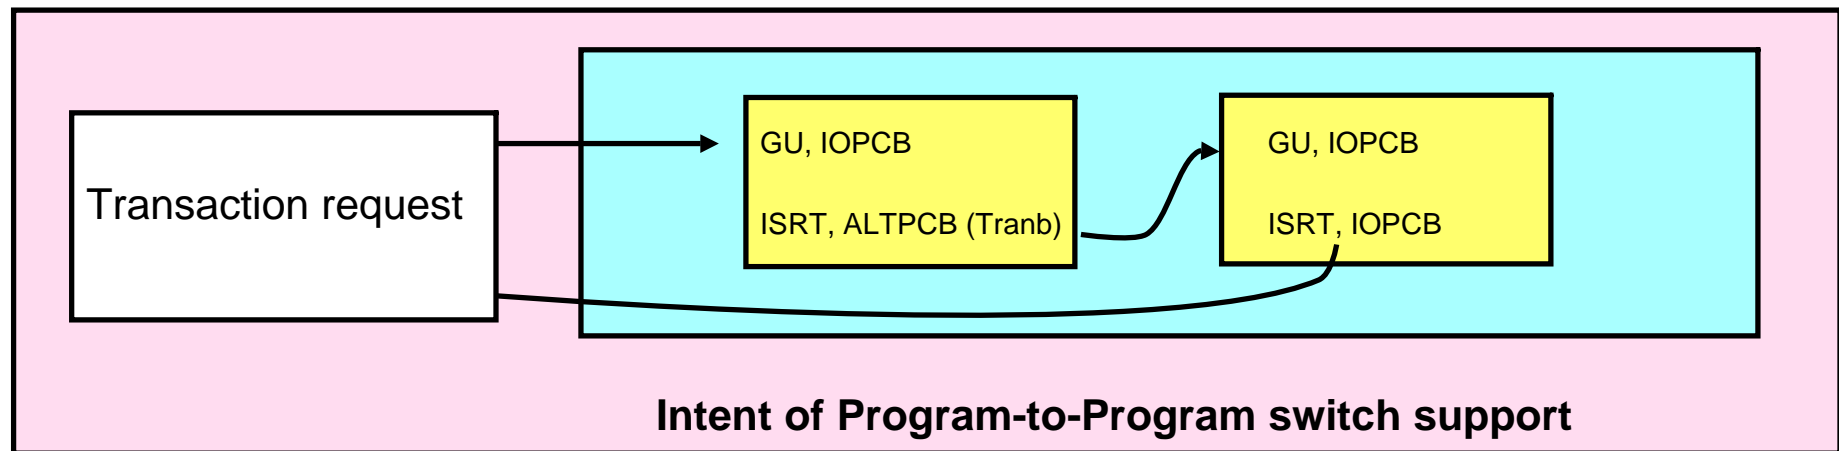 Transaction request
GU, IOPCB
ISRT, ALTPCB (Tranb)
GU, IOPCB
ISRT, IOPCB
Intent of Program-to-Program switch support